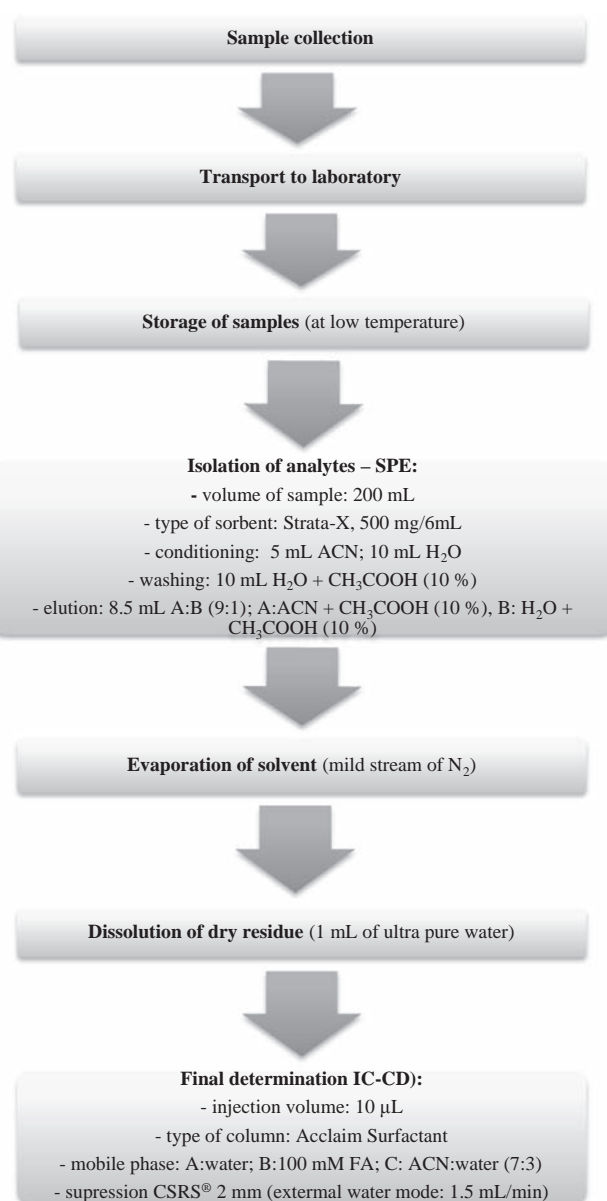 Sample collection
Transport to laboratory
Storage of samples (at low temperature)
Isolation of analytes – SPE:
- volume of sample: 200 mL
- type of sorbent: Strata-X, 500 mg/6mL
- conditioning: 5 mL ACN; 10 mL H₂O
- washing: 10 mL H₂O + CH₃COOH (10 %)
- elution: 8.5 mL A:B (9:1); A:ACN + CH₃COOH (10 %), B: H₂O +
CH₃COOH (10 %)
Evaporation of solvent (mild stream of N₂)
Dissolution of dry residue (1 mL of ultra pure water)
Final determination IC-CD):
- injection volume: 10 μL
- type of column: Acclaim Surfactant
- mobile phase: A:water; B:100 mM FA; C: ACN:water (7:3)
- supression CSRS® 2 mm (extermal water mode: 1.5 mL/min)